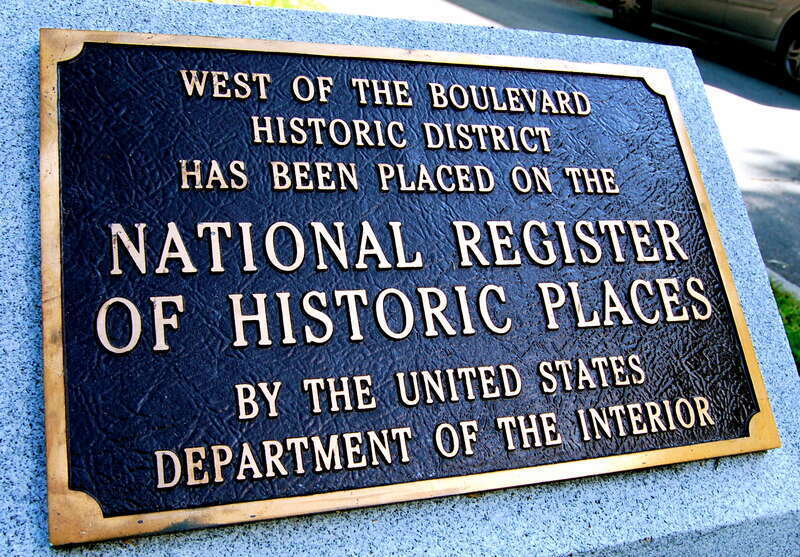 WEST OF THE BOULEVARD
HISTORIC DISTRICT
HAS BEEN PLACED ON THE
NATIONAL REGISTER
OF HISTORIC PLACES
BY THE UNITED STATES
DEPARTMENT OF THE INTERIOR